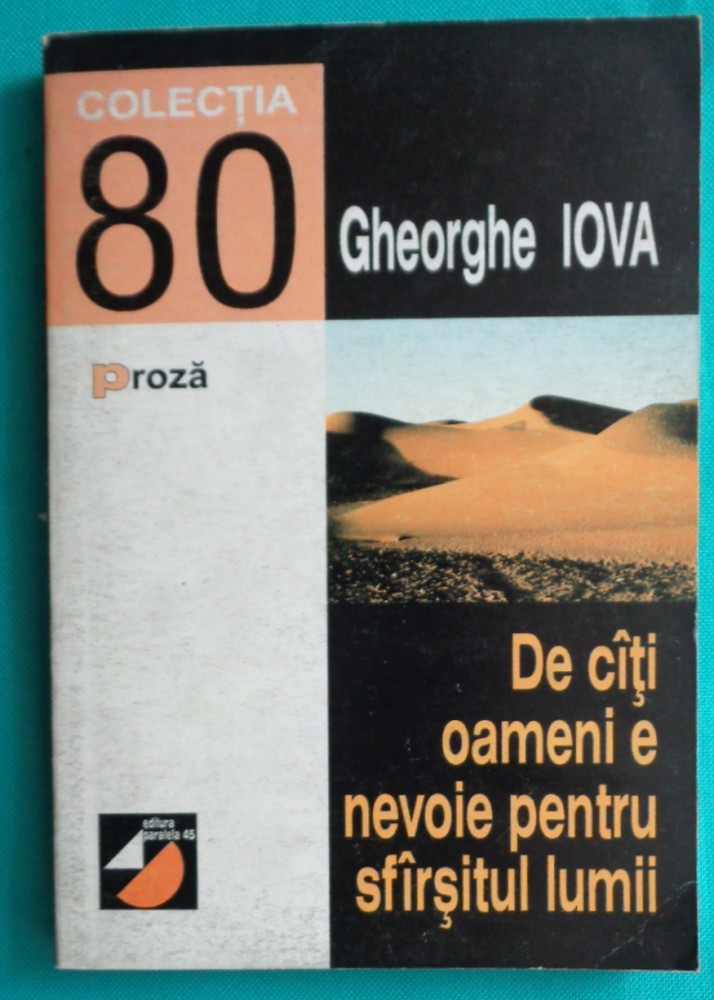 COLECȚIA
80
Gheorghe IOVA
proză
De cîţi
oameni e
nevoie pentru
sfîrşitul lumii
editura
paralela 45